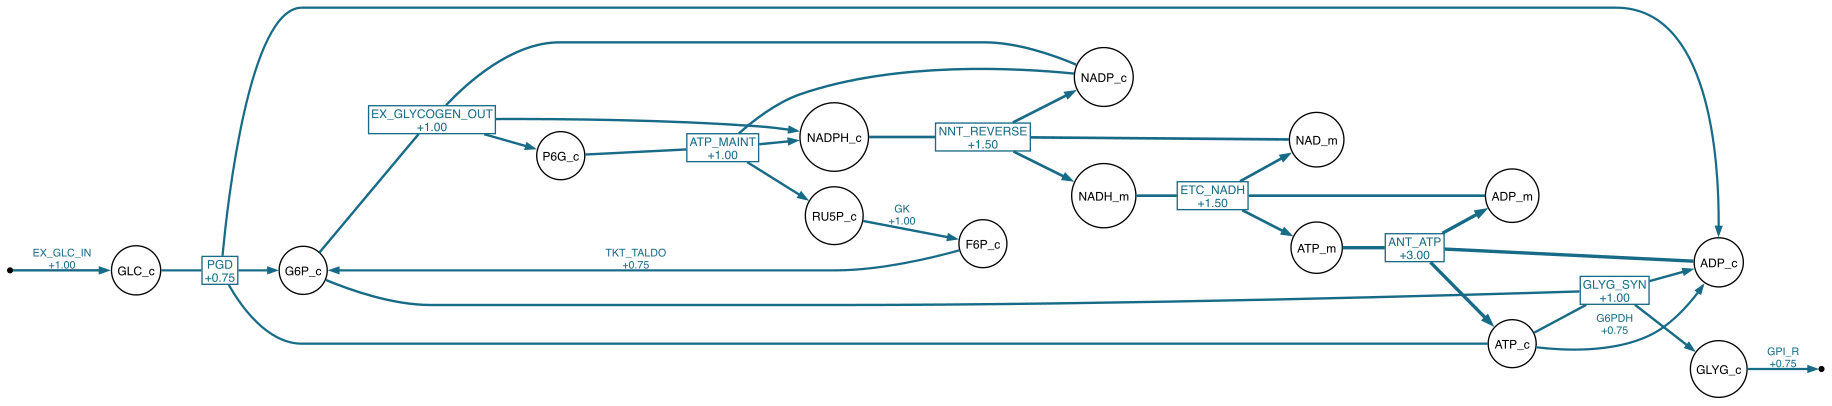 EX_GLC_IN
+1.00
GLC_c
PGD
+0.75
G6P_c
EX_GLYCOGEN_OUT
+1.00
P6G_c
ATP_MAINT
+1.00
NADPH_c
RU5P_c
GK
+1.00
F6P_c
TKT_TALDO
+0.75
NNT_REVERSE
+1.50
NADP_c
NADH_m
ETC_NADH
+1.50
NAD_m
ATP_m
ANT_ATP
+3.00
ADP_m
ATP_c
GLYG_SYN
+1.00
G6PDH
+0.75
ADP_c
GLYG_c
GPI_R
+0.75